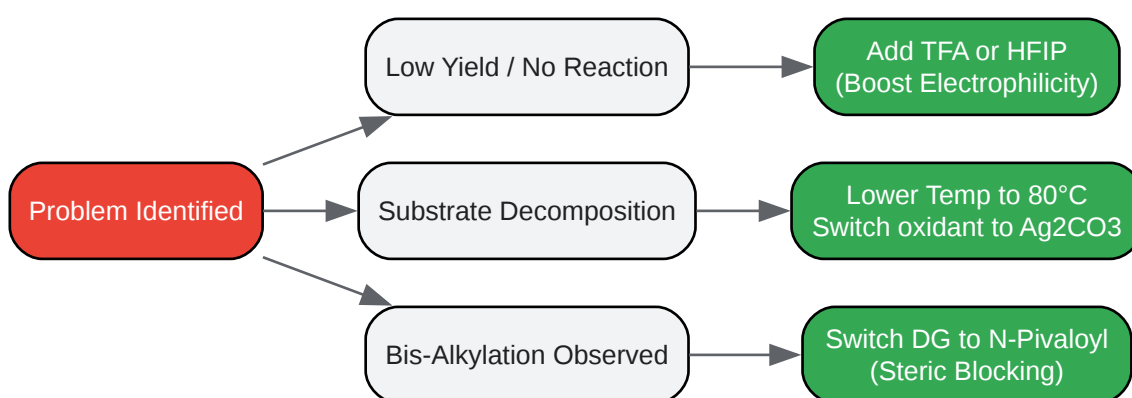 Problem Identified
Low Yield / No Reaction
Add TFA or HFIP
(Boost Electrophilicity)
Substrate Decomposition
Lower Temp to 80°C
Switch oxidant to Ag2CO3
Bis-Alkylation Observed
Switch DG to N-Pivaloyl
(Steric Blocking)